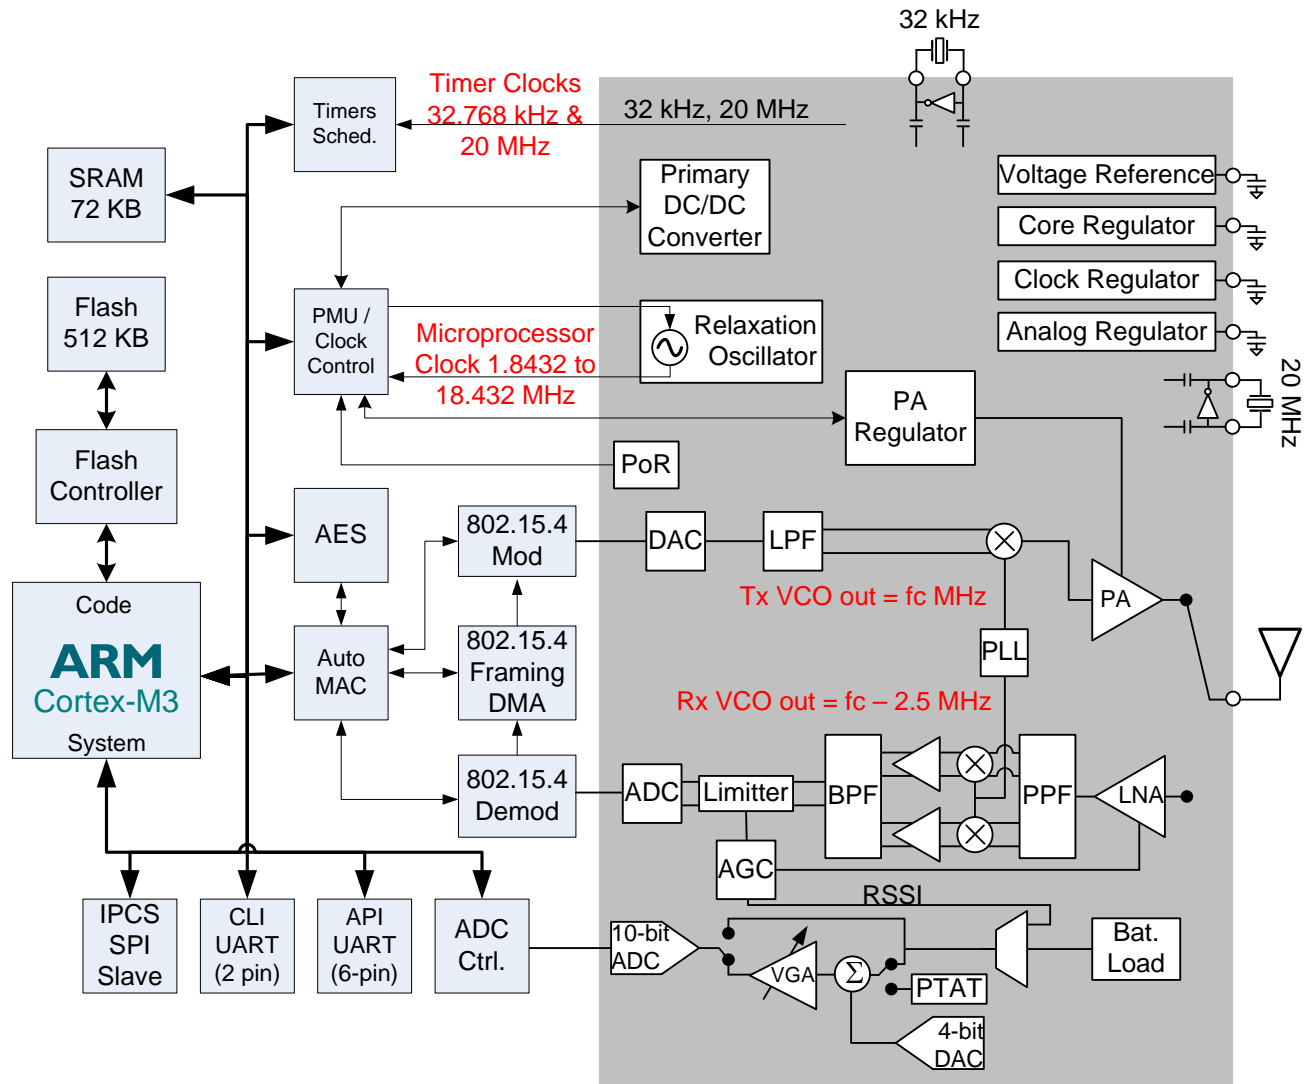 32 kHz
Timer Clocks
32.768 kHz &
20 MHz
32 kHz, 20 MHz
Timers
Sched.
SRAM
72 KB
Primary
DC/DC
Converter
Voltage Reference
Core Regulator
Clock Regulator
Analog Regulator
Flash
512 KB
PMU /
Clock
Control
Microprocessor
Clock 1.8432 to
18.432 MHz
Relaxation
Oscillator
20 MHz
PA
Regulator
Flash
Controller
PoR
AES
802.15.4
Mod
DAC
LPF
Tx VCO out = fc MHz
PA
Code
ARM
Cortex-M3
System
Auto
MAC
802.15.4
Framing
DMA
PLL
Rx VCO out = fc – 2.5 MHz
802.15.4
Demod
ADC
Limitter
BPF
PPF
LNA
AGC
RSSI
IPCS
SPI
Slave
CLI
UART
(2 pin)
API
UART
(6-pin)
ADC
Ctrl.
10-bit
ADC
VGA
Σ
PTAT
Bat.
Load
4-bit
DAC